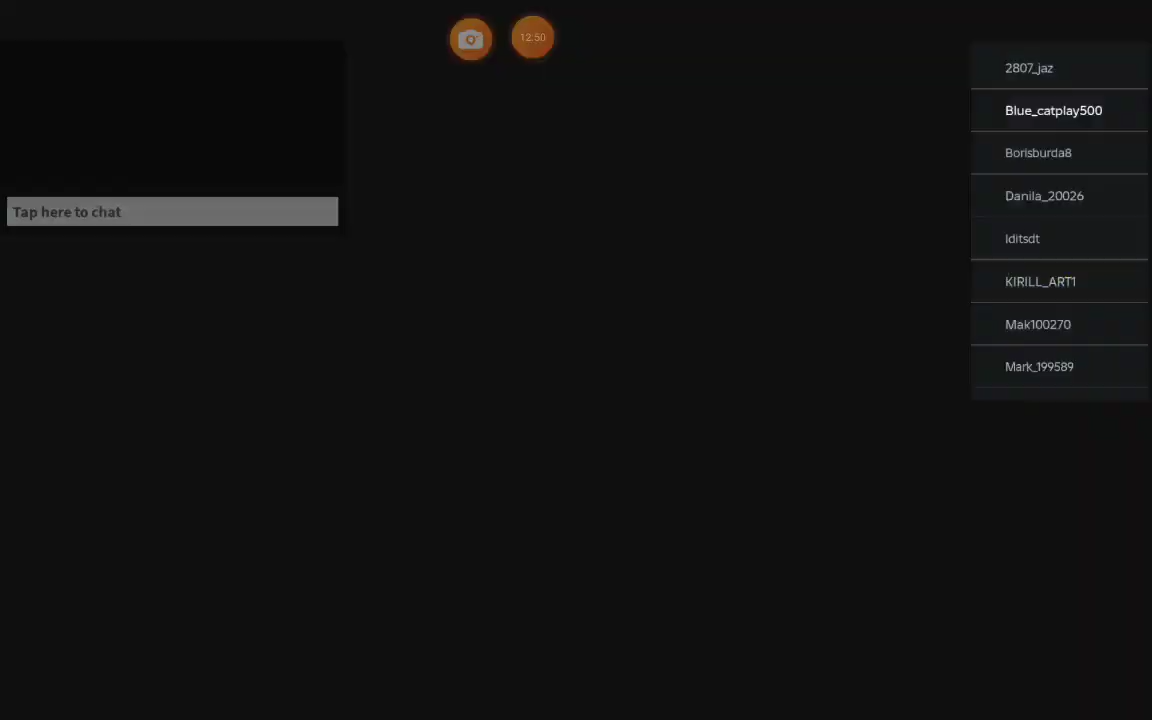 12.50
2807_jaz
Blue_catplay500
Borisburda8
Tap here to chat
Danila_20026
Iditsdt
KIRILL_ART1
Mak100270
Mark_199589